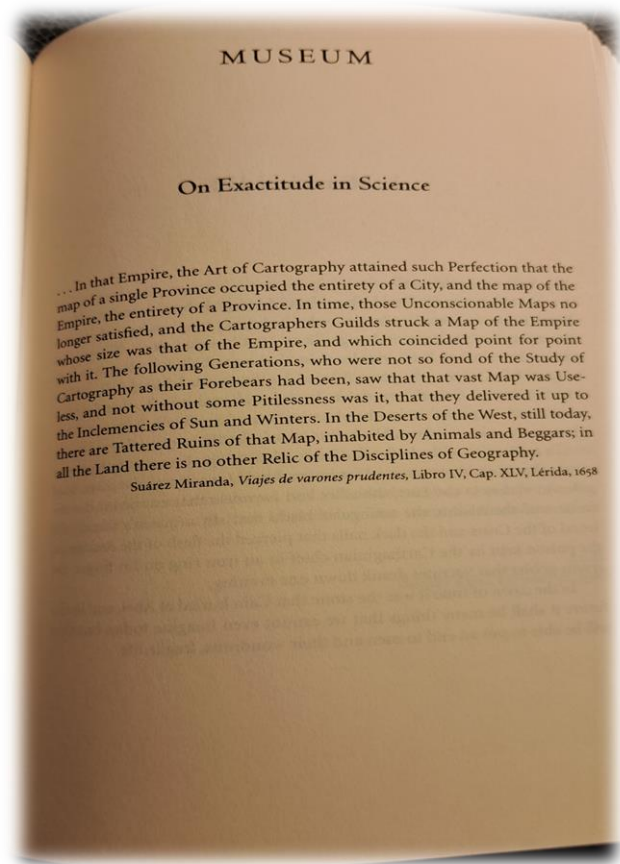 MUSEUM
On Exactitude in Science
. . . In that Empire, the Art of Cartography attained such Perfection that the
map of a single Province occupied the entirety of a City, and the map of the
Empire, the entirety of a Province. In time, those Unconscionable Maps no
longer satisfied, and the Cartographers Guilds struck a Map of the Empire
whose size was that of the Empire, and which coincided point for point
with it. The following Generations, who were not so fond of the Study of
Cartography as their Forebears had been, saw that that vast Map was Use-
less, and not without some Pitilessness was it, that they delivered it up to
the Inclemencies of Sun and Winters. In the Deserts of the West, still today,
there are Tattered Ruins of that Map, inhabited by Animals and Beggars; in
all the Land there is no other Relic of the Disciplines of Geography.
Suárez Miranda, Viajes de varones prudentes, Libro IV, Cap. XLV, Lérida, 1658